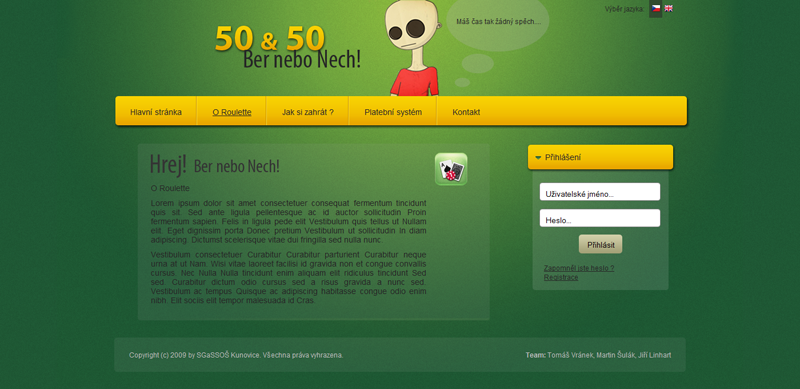 Výběr jazyka:
Máš čas tak žádný spěch....
50 & 50
Ber nebo Nech!
Hlavní stránka
O Roulette
Jak si zahrát ?
Platební systém
Kontakt
Hrej! Ber nebo Nech!
O Roulette
Lorem ipsum dolor sit amet consectetuer consequat fermentum tincidunt
quis sit. Sed ante ligula pellentesque ac id auctor sollicitudin Proin
fermentum sapien. Felis in ligula pede elit Vestibulum quis tellus ut Nullam
elit. Eget dignissim porta Donec pretium Vestibulum ut sollicitudin In diam
adipiscing. Dictumst scelerisque vitae dui fringilla sed nulla nunc.
Vestibulum consectetuer Curabitur Curabitur parturient Curabitur neque
urna at ut Nam. Wisi vitae laoreet facilisi id gravida non et congue convallis
cursus. Nec Nulla Nulla tincidunt enim aliquam elit ridiculus tincidunt Sed
sed. Curabitur dictum odio cursus sed a risus gravida a nunc sed.
Vestibulum ac tempus Quisque ac adipiscing habitasse congue odio enim
nibh. Elit sociis elit tempor malesuada id Cras.
Přihlášení
Uživatelské jméno...
Heslo...
Přihlásit
Zapomněl jste heslo ?
Registrace
Copyright (c) 2009 by SGaSSOŠ Kunovice. Všechna práva vyhrazena.
Team: Tomáš Vránek, Martin Šulák, Jiří Linhart